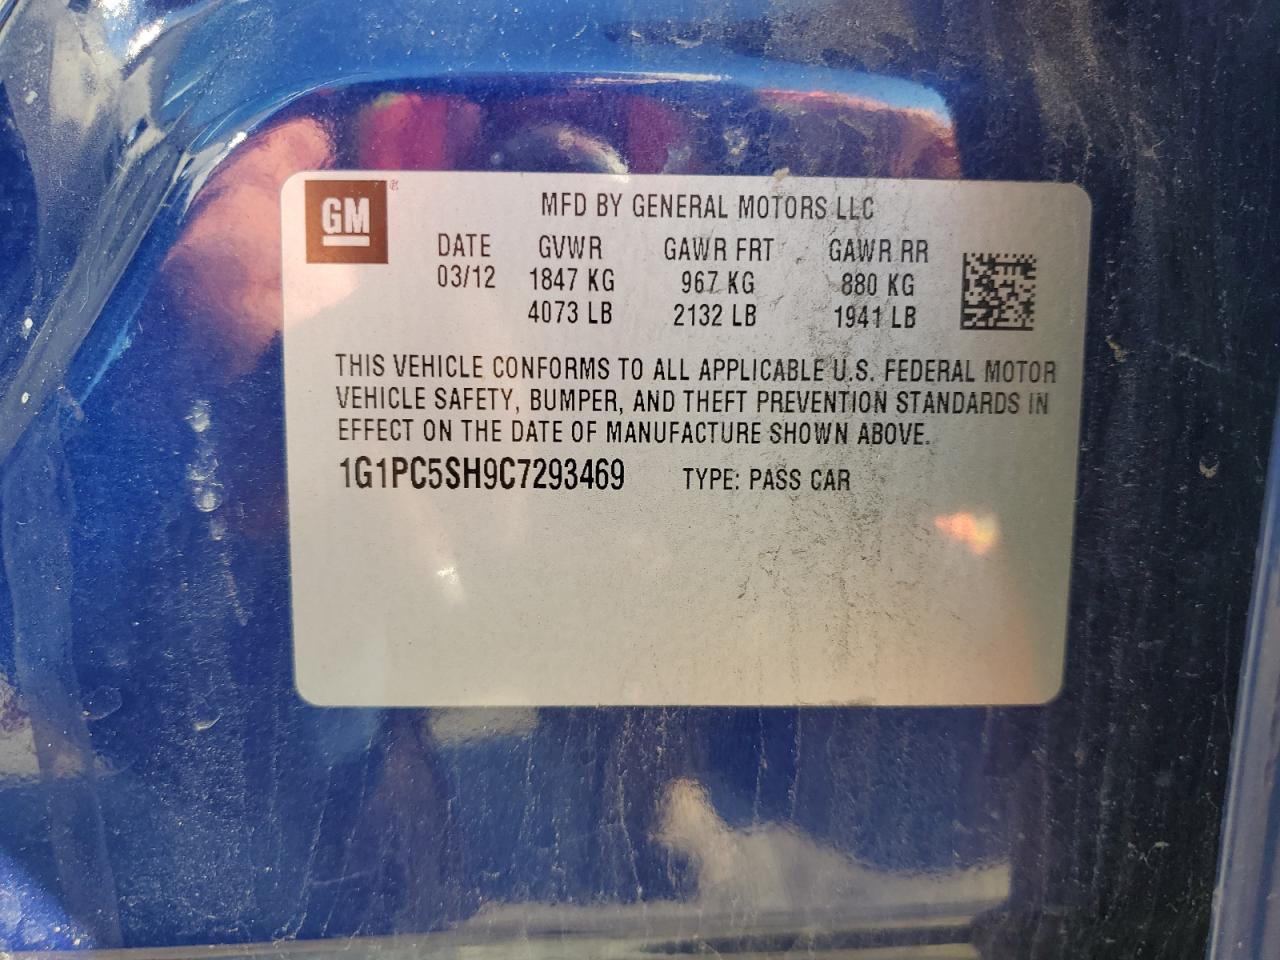 GM®
MFD BY GENERAL MOTORS LLC
DATE GVWR GAWR FRT GAWR RR
03/12 1847 KG 967 KG 880 KG
4073 LB 2132 LB 1941 LB
THIS VEHICLE CONFORMS TO ALL APPLICABLE U.S. FEDERAL MOTOR
VEHICLE SAFETY, BUMPER, AND THEFT PREVENTION STANDARDS IN
EFFECT ON THE DATE OF MANUFACTURE SHOWN ABOVE.
1G1PC5SH9C7293469 TYPE: PASS CAR